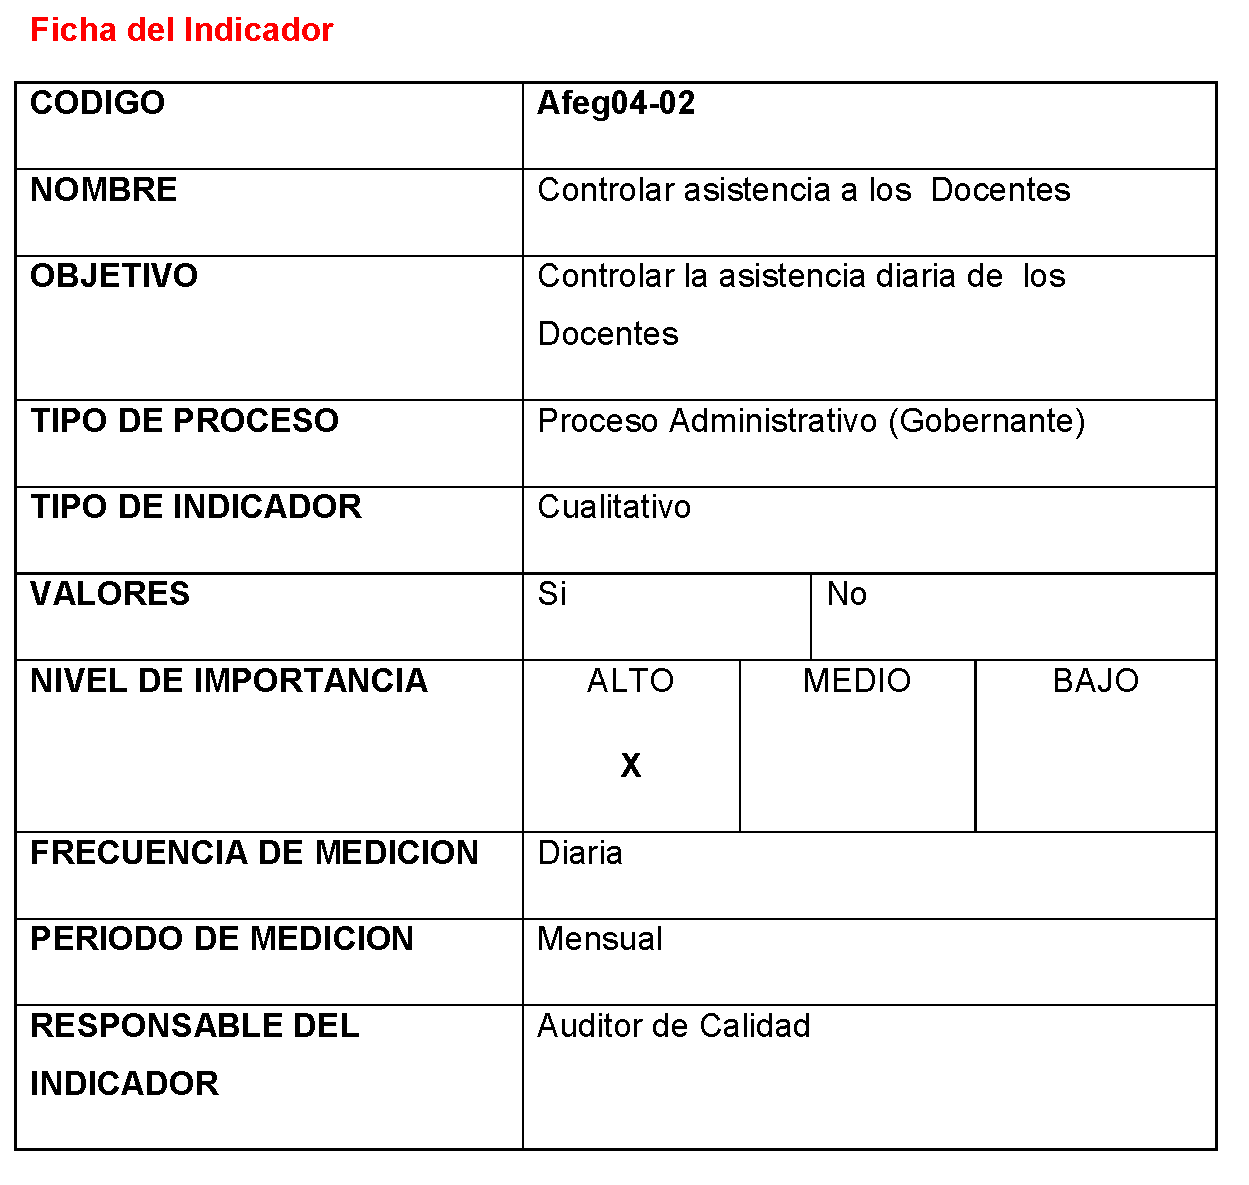 Ficha del Indicador
CODIGO Afeg04-02
NOMBRE Controlar asistencia a los  Docentes
OBJETIVO Controlar la asistencia diaria de  los
Docentes
TIPO DE PROCESO Proceso Administrativo (Gobernante)
TIPO DE INDICADOR Cualitativo
VALORES Si No
NIVEL DE IMPORTANCIA ALTO MEDIO BAJO
X
FRECUENCIA DE MEDICION Diaria
PERIODO DE MEDICION Mensual
RESPONSABLE DEL Auditor de Calidad
INDICADOR